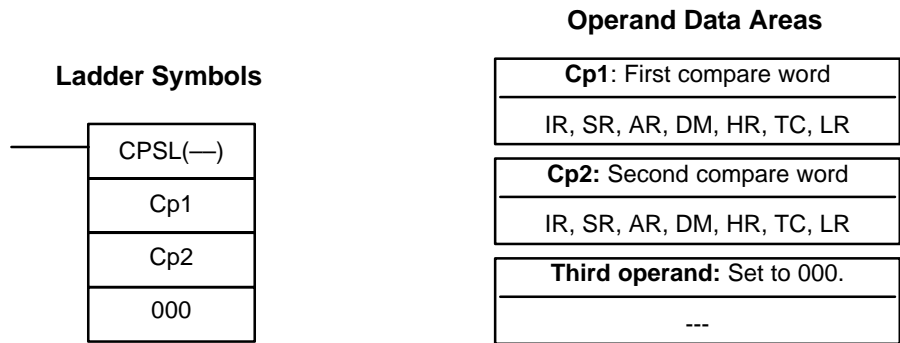 Ladder Symbols
CPSL(—)
Cp1
Cp2
000
Operand Data Areas
Cp1: First compare word
IR, SR, AR, DM, HR, TC, LR
Cp2: Second compare word
IR, SR, AR, DM, HR, TC, LR
Third operand: Set to 000.
---